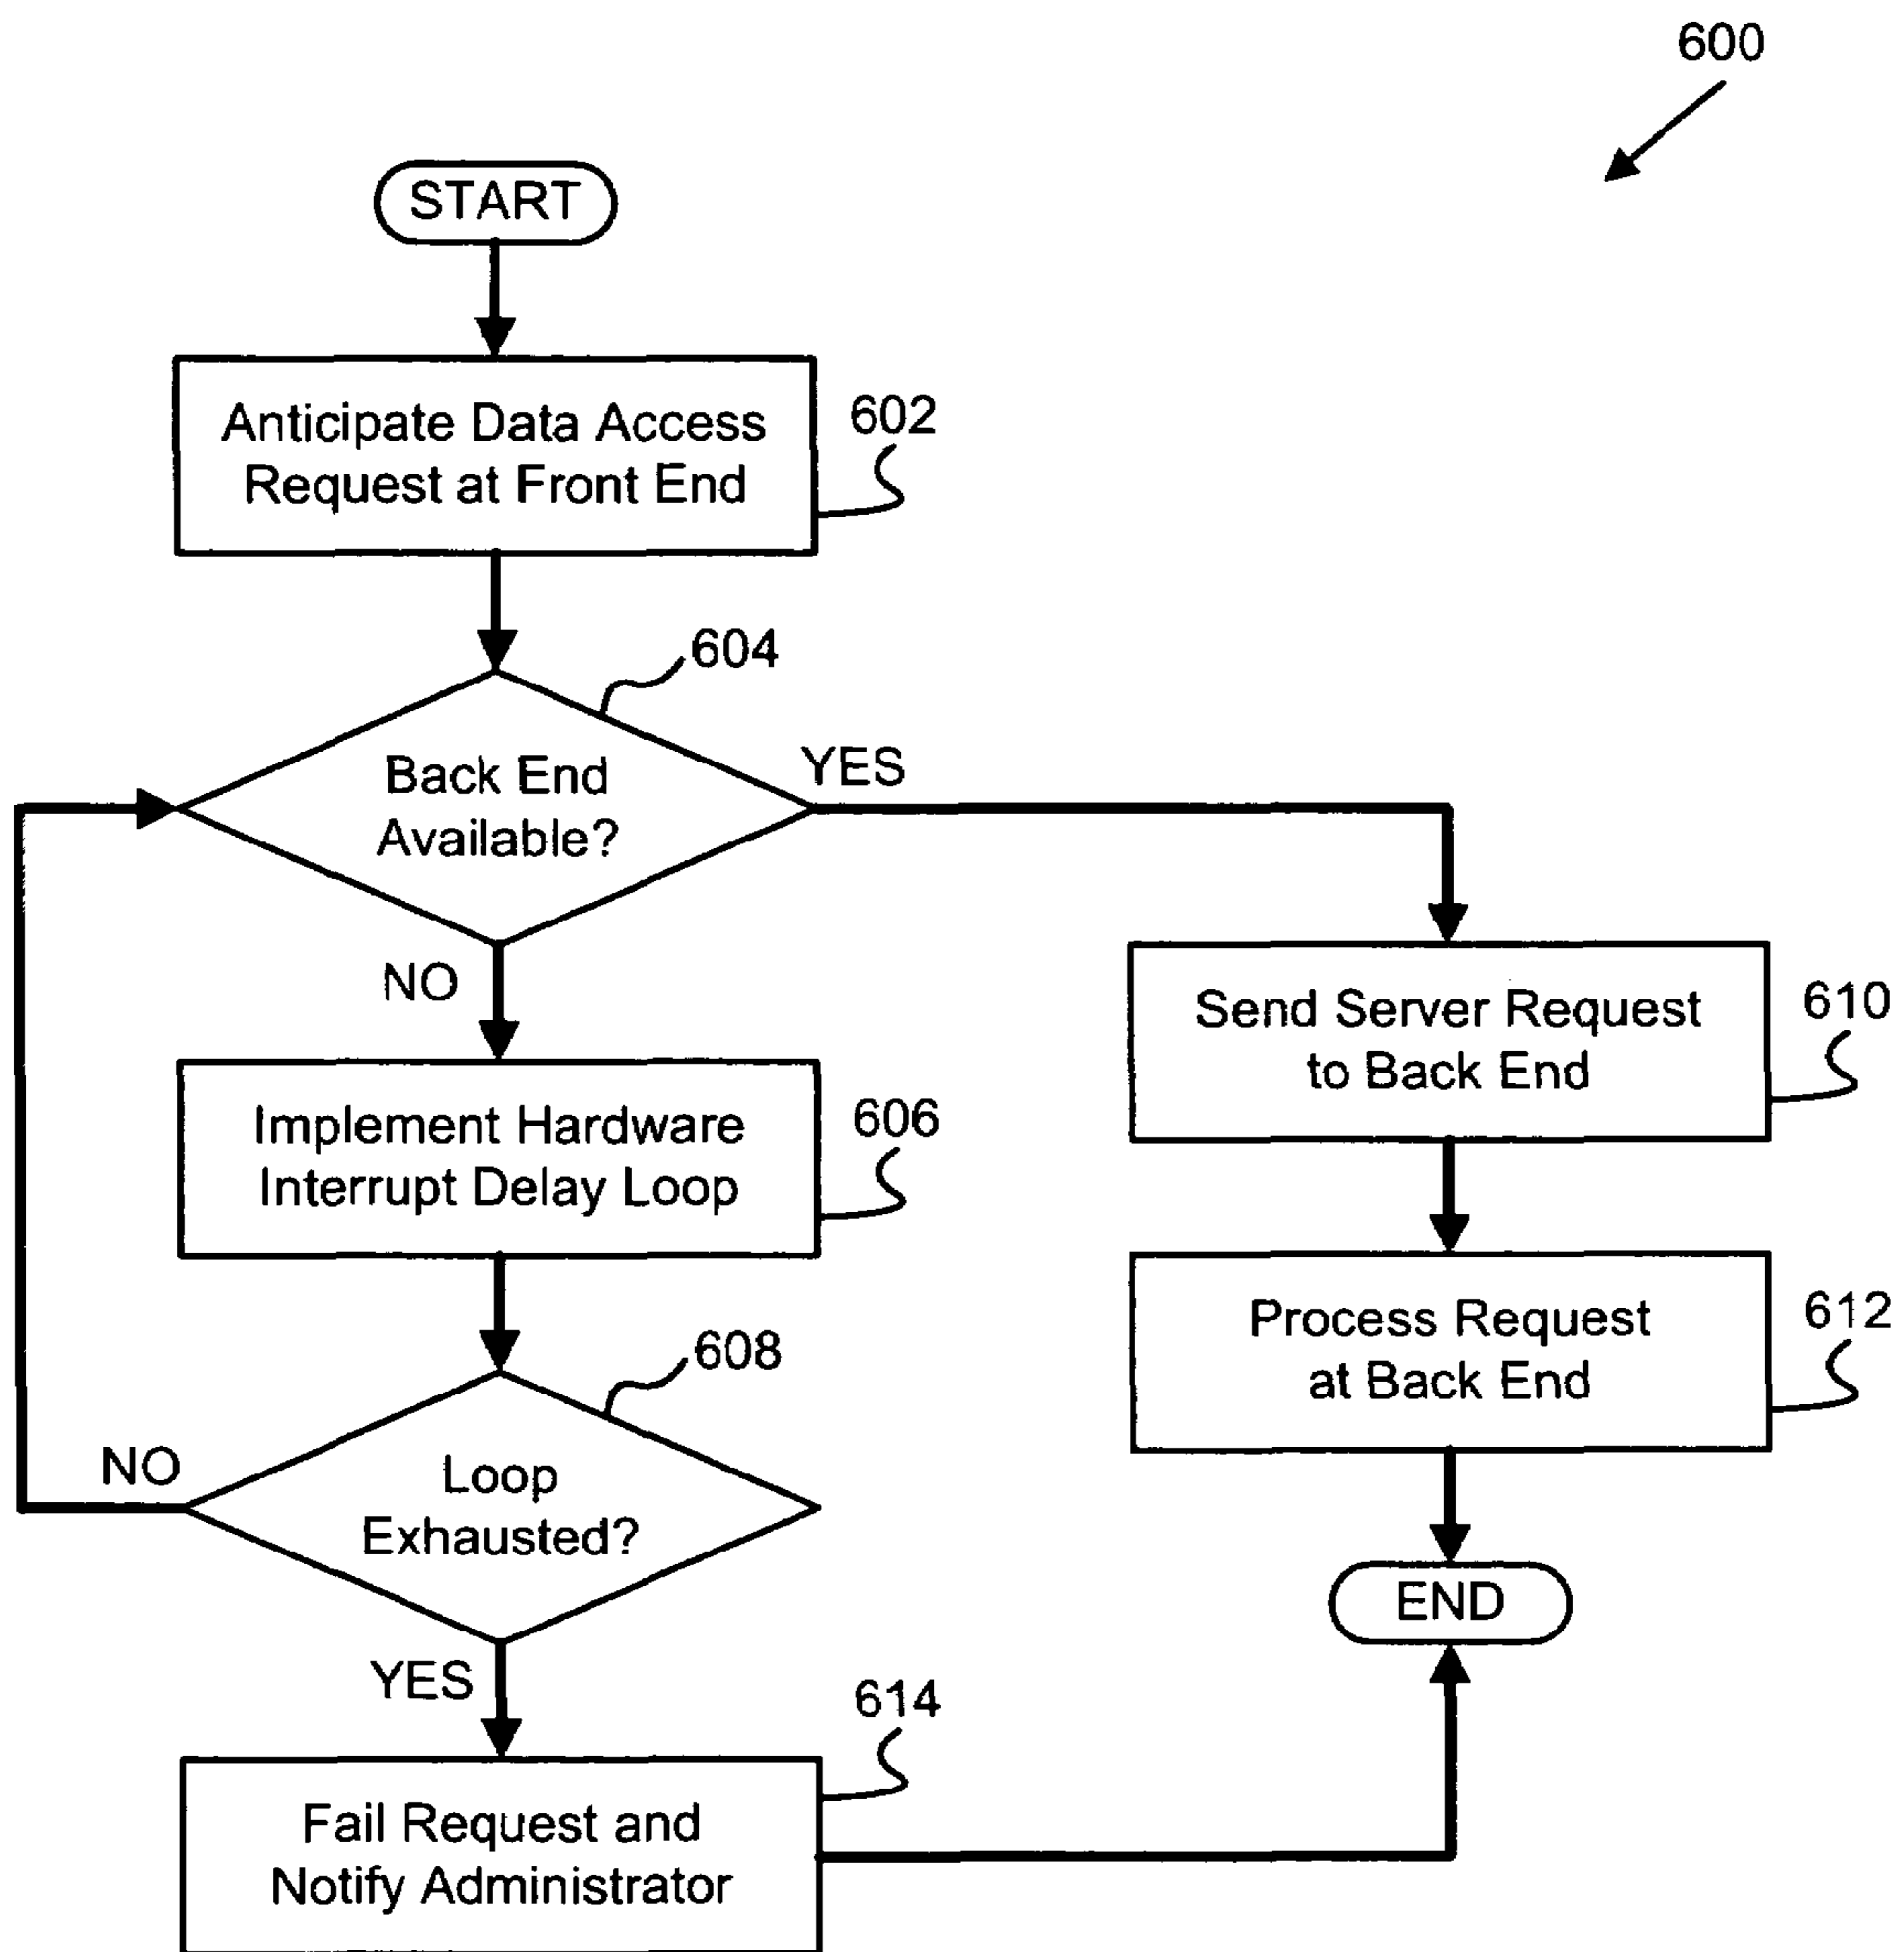 600
START
Anticipate Data Access
Request at Front End
602
604
Back End
Available?
YES
NO
Implement Hardware
Interrupt Delay Loop
606
608
Loop
Exhausted?
NO
YES
Fail Request and
Notify Administrator
614
Send Server Request
to Back End
610
Process Request
at Back End
612
END